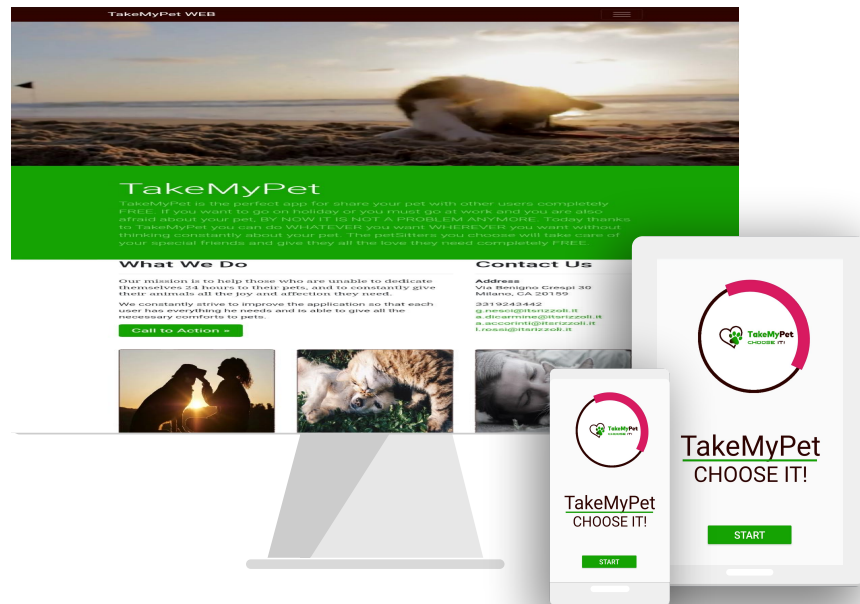 TakeMyPet WEB
TakeMyPet
TakeMyPet is the perfect app for share your pet with other users completely
FREE, if you want to go on holiday or you must go at work and you are also
afraid about your pet, BY NOW IT IS NOT A PROBLEM ANYMORE. Today thanks
to TakeMyPet you can do WHATEVER you want WHEREVER you want without
thinking constantly about your pet. The petSitters you choose will take care of
your special friends and give they all the love they need completely FREE.
What We Do
Our mission is to help those who are unable to dedicate
themselves 24 hours to their pets, and to constantly give
their animals all the joy and affection they need.
We constantly strive to improve the application so that each
user has everything he needs and is able to give all the
necessary comforts to pets.
Call to Action »
Contact Us
Address
Via Benigno Crespi 30
Milano, CA 20159
3319243442
g.nesci@itsrizzoli.it
a.dicarmine@itsrizzoli.it
a.accorinti@itsrizzoli.it
l.rossi@itsrizzoli.it
TakeMyPet
CHOOSE IT!
TakeMyPet
CHOOSE IT!
START
TakeMyPet
CHOOSE IT!
TakeMyPet
CHOOSE IT!
START